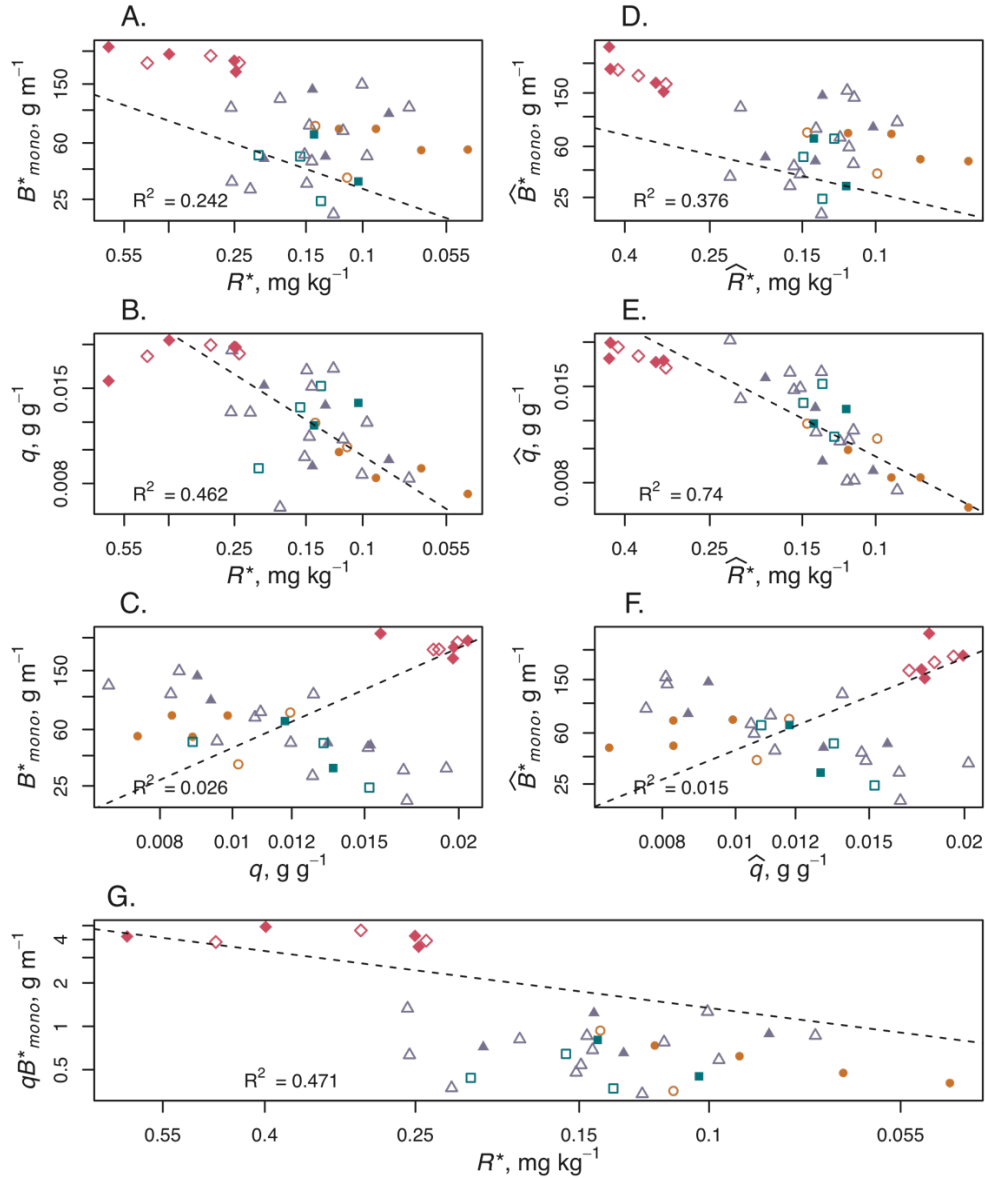 A.
B*mono, g m−1
150
60
25
R2 = 0.242
0.55
0.25
0.15
0.1
0.055
R*, mg kg−1
D.
B̂*mono, g m−1
150
60
25
R2 = 0.376
0.4
0.25
0.15
0.1
R̂*, mg kg−1
B.
q, g g−1
0.015
0.008
R2 = 0.462
0.55
0.25
0.15
0.1
0.055
R*, mg kg−1
E.
q̂, g g−1
0.015
0.008
R2 = 0.74
0.4
0.25
0.15
0.1
R̂*, mg kg−1
C.
B*mono, g m−1
150
60
25
R2 = 0.026
0.008
0.01
0.012
0.015
0.02
q, g g−1
F.
B̂*mono, g m−1
150
60
25
R2 = 0.015
0.008
0.01
0.012
0.015
0.02
q̂, g g−1
G.
qB*mono, g m−1
4
2
1
0.5
R2 = 0.471
0.55
0.4
0.25
0.15
0.1
0.055
R*, mg kg−1